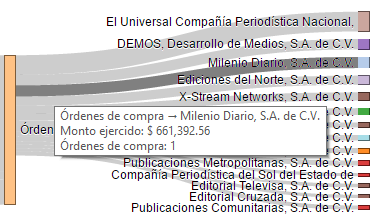 El Universal Compañía Periodística Nacional,
DEMOS, Desarrollo de Medios, S.A. de C.V.
Milenio Diario, S.A. de C.V.
Ediciones del Norte, S.A. de C.V.
X-Stream Networks, S.A. de C.V.
Órdenes de compra → Milenio Diario, S.A. de C.V.
Monto ejercido: $ 661,392.56
Órdenes de compra: 1
Órden
C.V.
C.V.
C.V.
C.V.
Publicaciones Metropolitanas, S.A. de C.V.
Compañía Periodística del Sol del Estado de
Editorial Televisa, S.A. de C.V.
Editorial Cruzada, S.A. de C.V.
Publicaciones Comunitarias, S.A. de C.V.